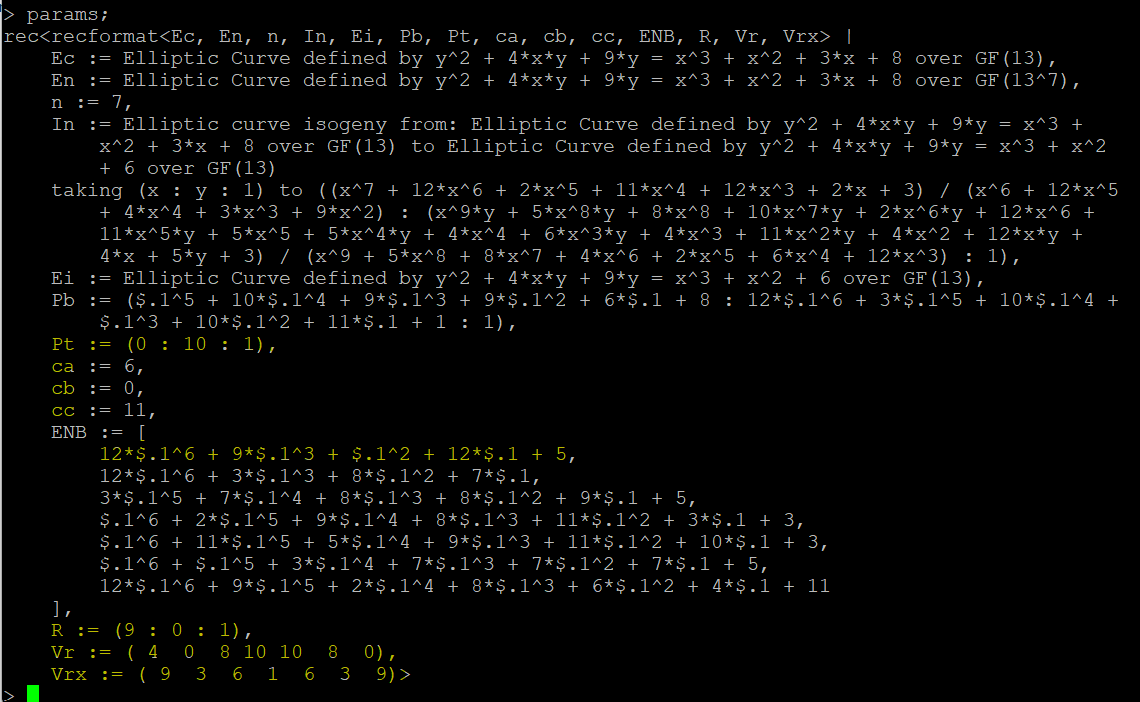 > params;
rec<recformat<Ec, En, n, In, Ei, Pb, Pt, ca, cb, cc, ENB, R, Vr, Vrx> |
Ec := Elliptic Curve defined by y^2 + 4*x*y + 9*y = x^3 + x^2 + 3*x + 8 over GF(13),
En := Elliptic Curve defined by y^2 + 4*x*y + 9*y = x^3 + x^2 + 3*x + 8 over GF(13^7),
n := 7,
In := Elliptic curve isogeny from: Elliptic Curve defined by y^2 + 4*x*y + 9*y = x^3 +
x^2 + 3*x + 8 over GF(13) to Elliptic Curve defined by y^2 + 4*x*y + 9*y = x^3 + x^2
+ 6 over GF(13)
taking (x : y : 1) to ((x^7 + 12*x^6 + 2*x^5 + 11*x^4 + 12*x^3 + 2*x + 3) / (x^6 + 12*x^5
+ 4*x^4 + 3*x^3 + 9*x^2) : (x^9*y + 5*x^8*y + 8*x^8 + 10*x^7*y + 2*x^6*y + 12*x^6 +
11*x^5*y + 5*x^5 + 5*x^4*y + 4*x^4 + 6*x^3*y + 4*x^3 + 11*x^2*y + 4*x^2 + 12*x*y +
4*x + 5*y + 3) / (x^9 + 5*x^8 + 8*x^7 + 4*x^6 + 2*x^5 + 6*x^4 + 12*x^3) : 1),
Ei := Elliptic Curve defined by y^2 + 4*x*y + 9*y = x^3 + x^2 + 6 over GF(13),
Pb := ($.1^5 + 10*$.1^4 + 9*$.1^3 + 9*$.1^2 + 6*$.1 + 8 : 12*$.1^6 + 3*$.1^5 + 10*$.1^4 +
$.1^3 + 10*$.1^2 + 11*$.1 + 1 : 1),
Pt := (0 : 10 : 1),
ca := 6,
cb := 0,
cc := 11,
ENB := [
12*$.1^6 + 9*$.1^3 + $.1^2 + 12*$.1 + 5,
12*$.1^6 + 3*$.1^3 + 8*$.1^2 + 7*$.1,
3*$.1^5 + 7*$.1^4 + 8*$.1^3 + 8*$.1^2 + 9*$.1 + 5,
$.1^6 + 2*$.1^5 + 9*$.1^4 + 8*$.1^3 + 11*$.1^2 + 3*$.1 + 3,
$.1^6 + 11*$.1^5 + 5*$.1^4 + 9*$.1^3 + 11*$.1^2 + 10*$.1 + 3,
$.1^6 + $.1^5 + 3*$.1^4 + 7*$.1^3 + 7*$.1^2 + 7*$.1 + 5,
12*$.1^6 + 9*$.1^5 + 2*$.1^4 + 8*$.1^3 + 6*$.1^2 + 4*$.1 + 11
],
R := (9 : 0 : 1),
Vr := ( 4 0 8 10 10 8 0),
Vrx := ( 9 3 6 1 6 3 9)>
>